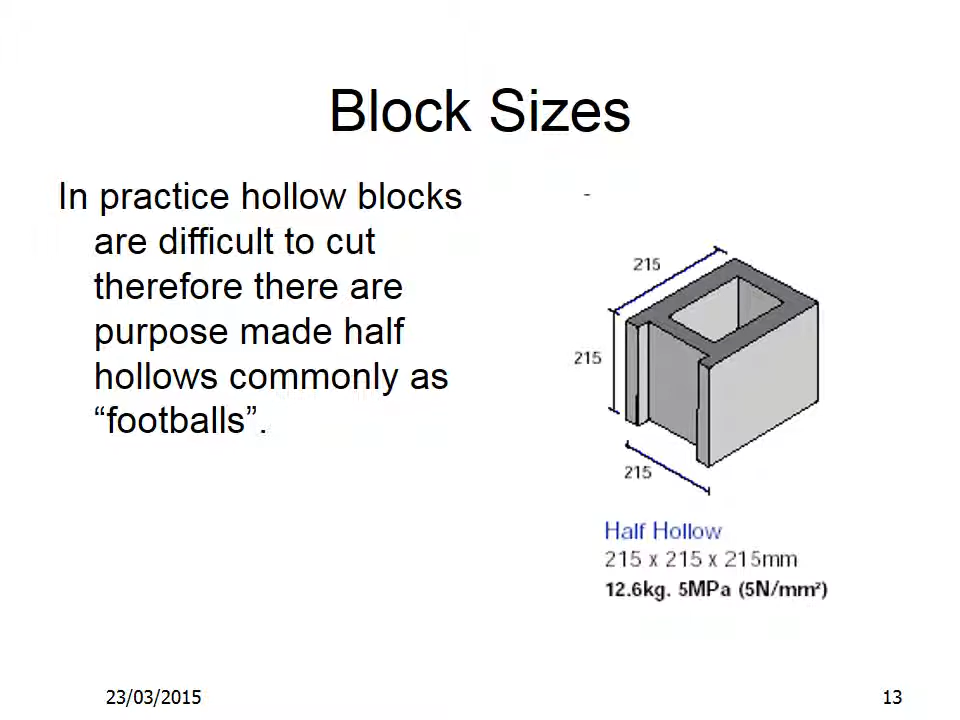 Block Sizes
In practice hollow blocks
are difficult to cut
therefore there are
purpose made half
hollows commonly as
“footballs”.
215
215
215
Half Hollow
215 x 215 x 215mm
12.6kg. 5MPa (5N/mm²)
23/03/2015
13